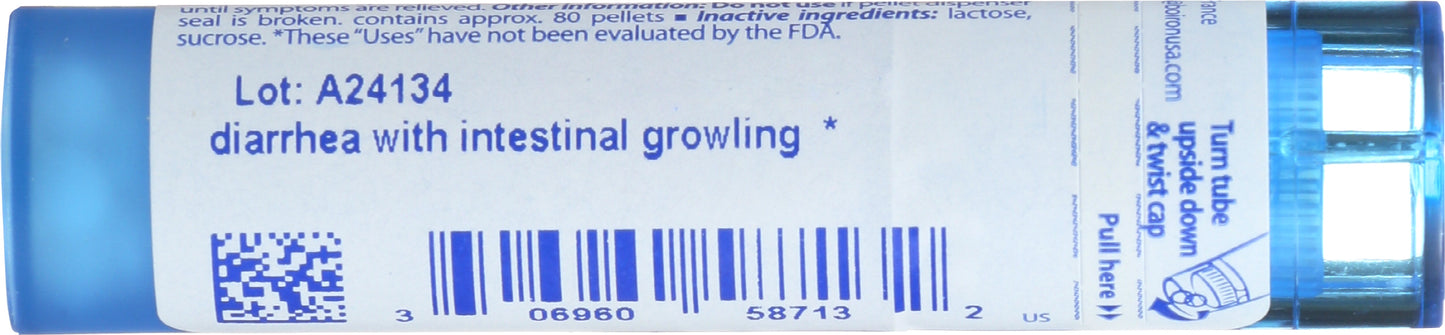 until symptoms are relieved. Other information: Do not use if pellet dispenser
seal is broken. contains approx. 80 pellets ■ Inactive ingredients: lactose,
sucrose. *These “Uses” have not been evaluated by the FDA.
Lot: A24134
diarrhea with intestinal growling *
3 06960 58713 2
US
Pull here
Turn tube
upside down
& twist cap